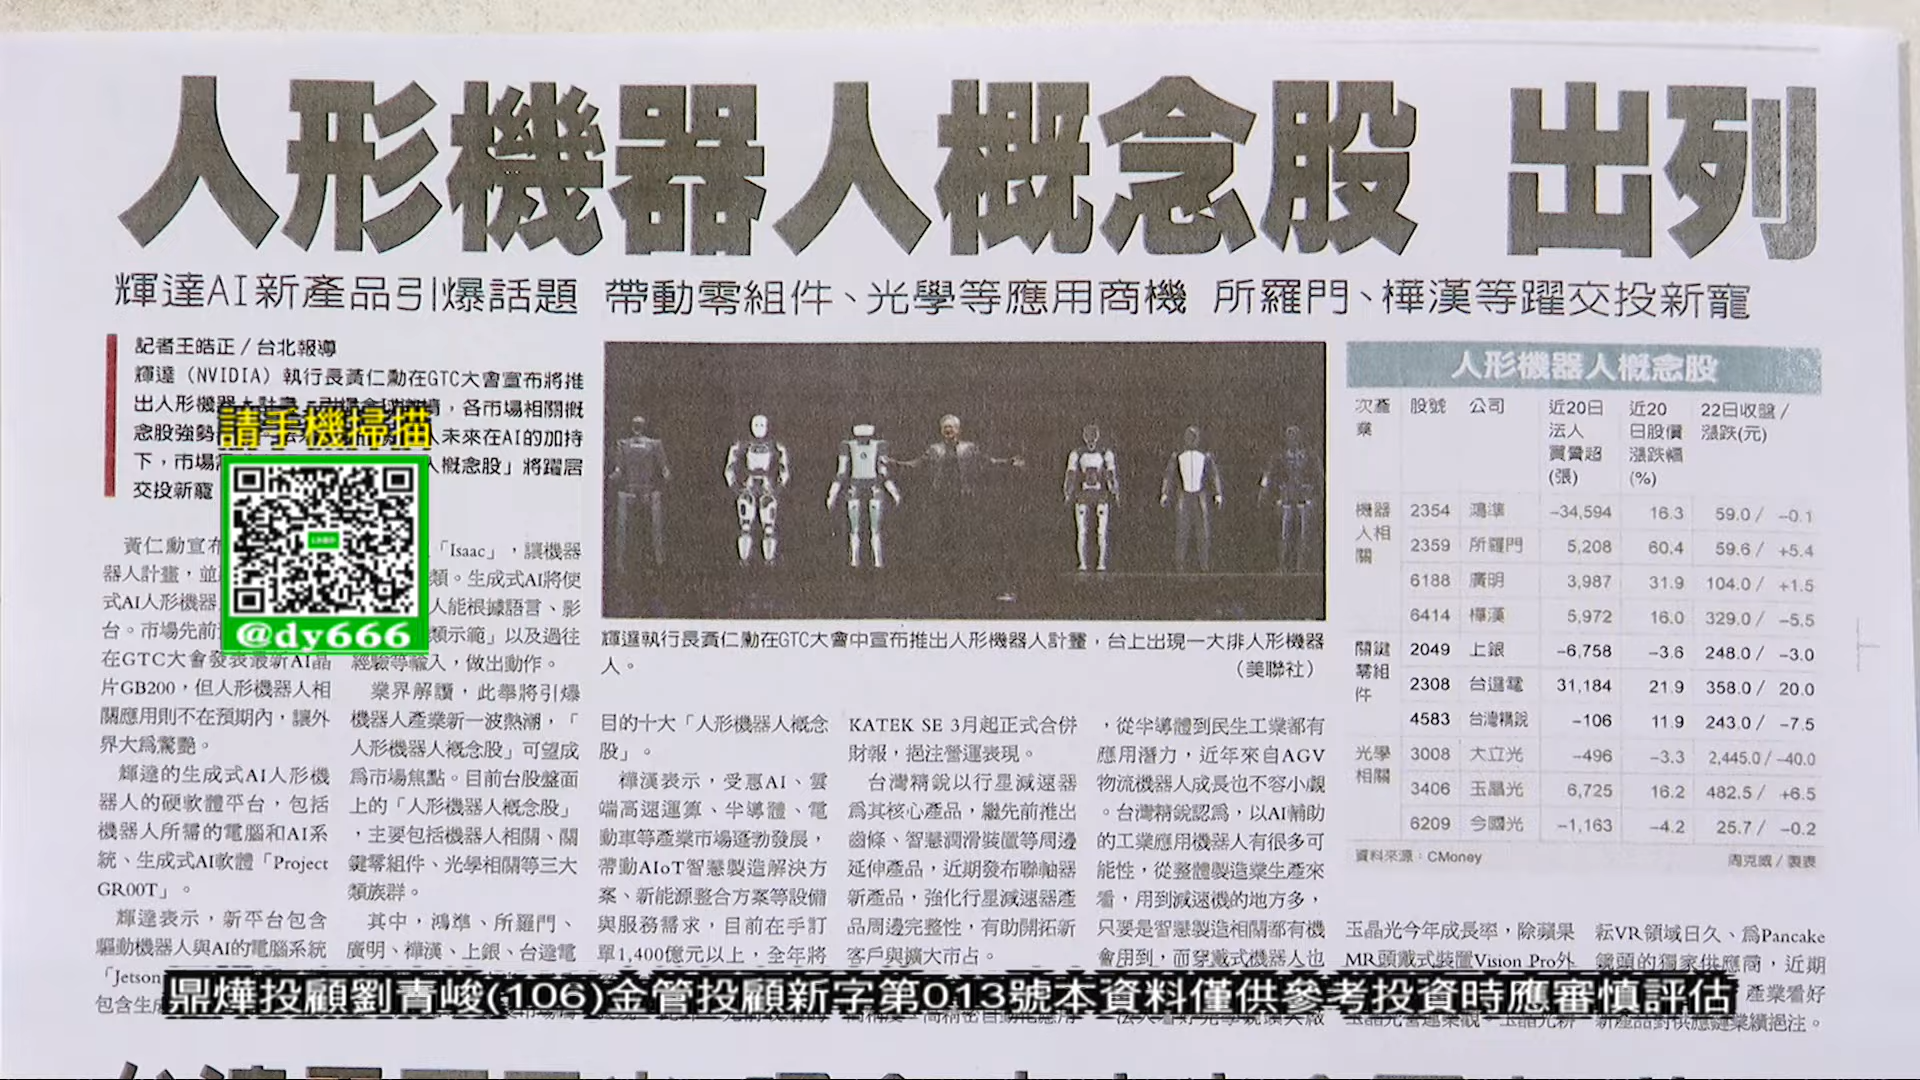 人形機器人概念股 出列
輝達AI新產品引爆話題 帶動零組件、光學等應用商機 所羅門、樺漢等躍交投新寵
記者王皓正/台北報導
輝達(NVIDIA)執行長黃仁勳在GTC大會宣布將推
出人形機器人計畫
,各市場相關概
念股強勢
人未來在AI的加持
下,市場
人概念股」將躍居
交投新寵
請手機掃描
@dy666
黃仁勳宣布
器人計畫,並
式AI人形機器
台。市場先前
在GTC大會發表最新AI晶
片GB200,但人形機器人相
關應用則不在預期內,讓外
界大為驚艷。
輝達的生成式AI人形機
器人的硬軟體平台,包括
機器人所需的電腦和AI系
統、生成式AI軟體「Project
GR00T」。
輝達表示,新平台包含
驅動機器人與AI的電腦系統
「Jetson
包含生成
「Isaac」,讓機器
類。生成式AI將使
人能根據語言、影
類示範」以及過往
經驗等輸入,做出動作。
業界解讀,此舉將引爆
機器人產業新一波熱潮,「
人形機器人概念股」可望成
為市場焦點。目前台股盤面
上的「人形機器人概念股」
,主要包括機器人相關、關
鍵零組件、光學相關等三大
類族群。
其中,鴻準、所羅門、
廣明、樺漢、上銀、台達電
輝達執行長黃仁勳在GTC大會中宣布推出人形機器人計畫,台上出現一大排人形機器
人。
(美聯社)
目的十大「人形機器人概念
股」。
樺漢表示,受惠AI、雲
端高速運算、半導體、電
動車等產業市場蓬勃發展,
帶動AIoT智慧製造解決方
案、新能源整合方案等設備
與服務需求,目前在手訂
單1,400億元以上,全年將
KATEK SE 3月起正式合併
財報,挹注營運表現。
台灣精銳以行星減速器
為其核心產品,繼先前推出
齒條、智慧潤滑裝置等周邊
延伸產品,近期發布聯軸器
新產品,強化行星減速器產
品周邊完整性,有助開拓新
客戶與擴大市占。
,從半導體到民生工業都有
應用潛力,近年來自AGV
物流機器人成長也不容小覷
。台灣精銳認為,以AI輔助
的工業應用機器人有很多可
能性,從整體製造業生產來
看,用到減速機的地方多,
只要是智慧製造相關都有機
會用到,而穿戴式機器人也
人形機器人概念股
次產業 股號 公司 近20日法人買賣超(張) 近20日股價漲跌幅(%) 22日收盤/漲跌(元)
機器人相關 2354 鴻準 -34,594 16.3 59.0/ -0.1
2359 所羅門 5,208 60.4 59.6/ +5.4
6188 廣明 3,987 31.9 104.0/ +1.5
6414 樺漢 5,972 16.0 329.0/ -5.5
關鍵零組件 2049 上銀 -6,758 -3.6 248.0/ -3.0
2308 台達電 31,184 21.9 358.0/ 20.0
4583 台灣精銳 -106 11.9 243.0/ -7.5
光學相關 3008 大立光 -496 -3.3 2,445.0/ -40.0
3406 玉晶光 6,725 16.2 482.5/ +6.5
6209 今國光 -1,163 -4.2 25.7/ -0.2
資料來源:CMoney
周克威/製表
玉晶光今年成長率,除蘋果
MR頭戴式裝置Vision Pro外
耘VR領域日久、為Pancake
鏡頭的獨家供應商,近期
產業看好
新產品對供應鏈業績挹注。
鼎燁投顧劉青峻(106)金管投顧新字第013號本資料僅供參考投資時應審慎評估